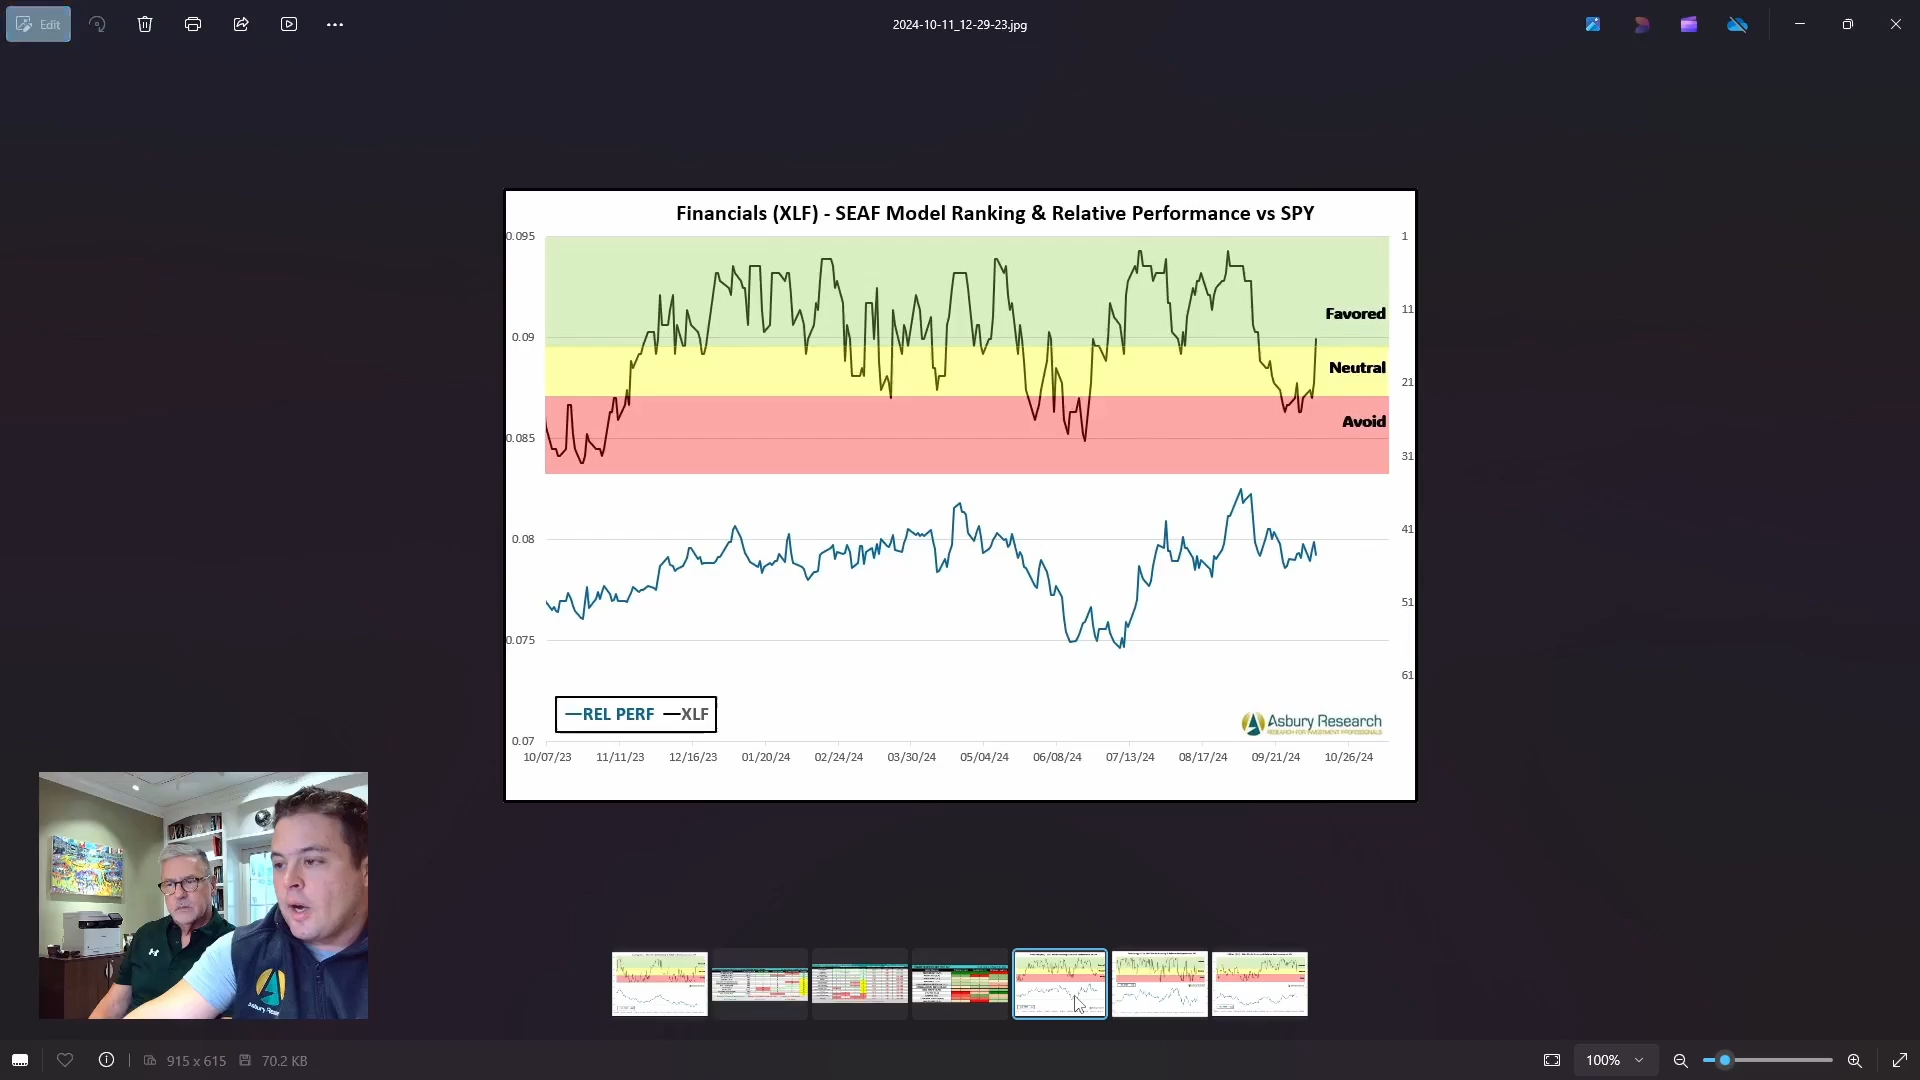 Edit
2024-10-11_12-29-23.jpg
Financials (XLF) - SEAF Model Ranking & Relative Performance vs SPY
0.095
0.09
0.085
0.08
0.075
0.07
1
11
21
31
41
51
61
Favored
Neutral
Avoid
REL PERF XLF
Asbury Research
RESEARCH FOR INVESTMENT PROFESSIONALS
10/07/23 11/11/23 12/16/23 01/20/24 02/24/24 03/30/24 05/04/24 06/08/24 07/13/24 08/17/24 09/21/24 10/26/24
915 x 615 70.2 KB
100%